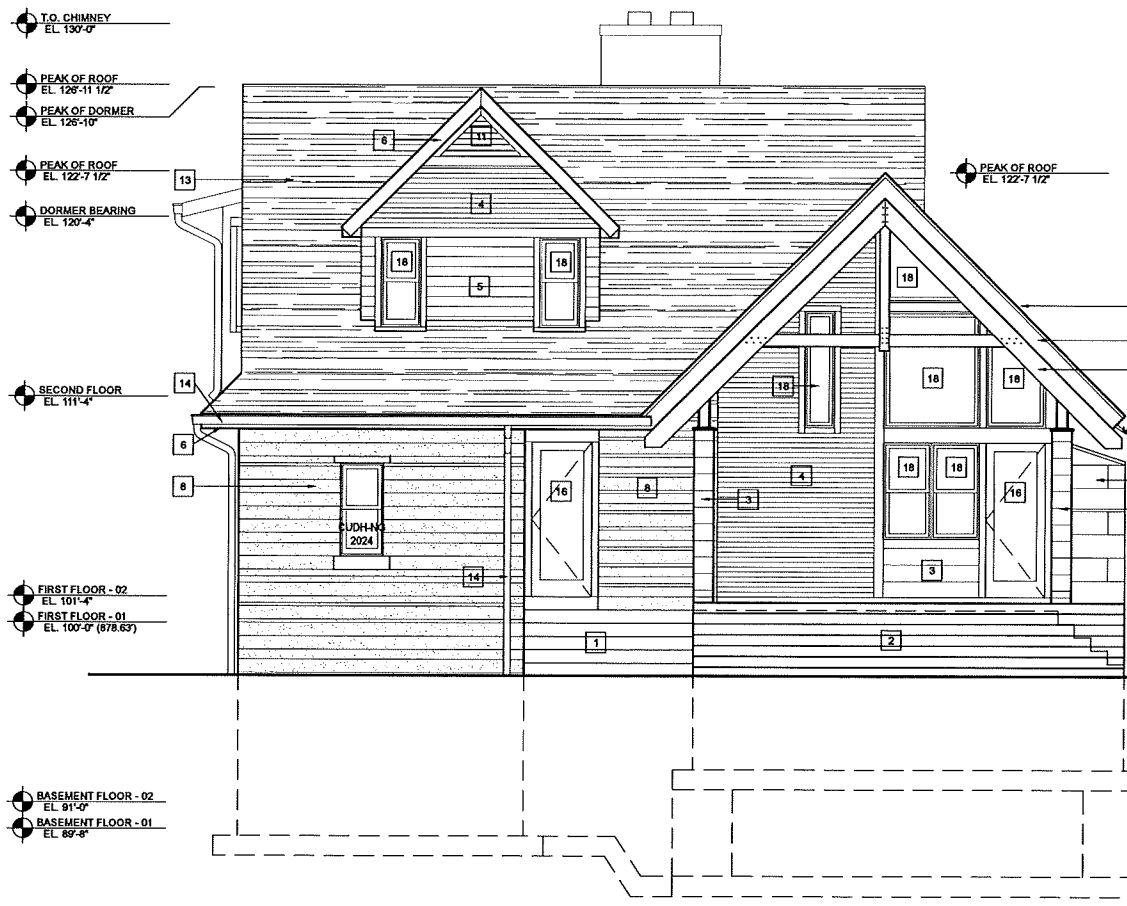 T.O. CHIMNEY
EL. 130'-0"
PEAK OF ROOF
EL. 126'-11 1/2"
PEAK OF DORMER
EL. 126'-10"
PEAK OF ROOF
EL. 122'-7 1/2"
DORMER BEARING
EL. 120'-4"
SECOND FLOOR
EL. 111'-4"
FIRST FLOOR - 02
EL. 101'-4"
FIRST FLOOR - 01
EL. 100'-0" (878.63')
BASEMENT FLOOR - 02
EL. 91'-0"
BASEMENT FLOOR - 01
EL. 89'-8"
PEAK OF ROOF
EL. 122'-7 1/2"
6
11
13
4
18
18
5
18
14
18
18
18
6
8
16
8
3
4
18
18
16
CUDH-NG
2024
14
3
1
2